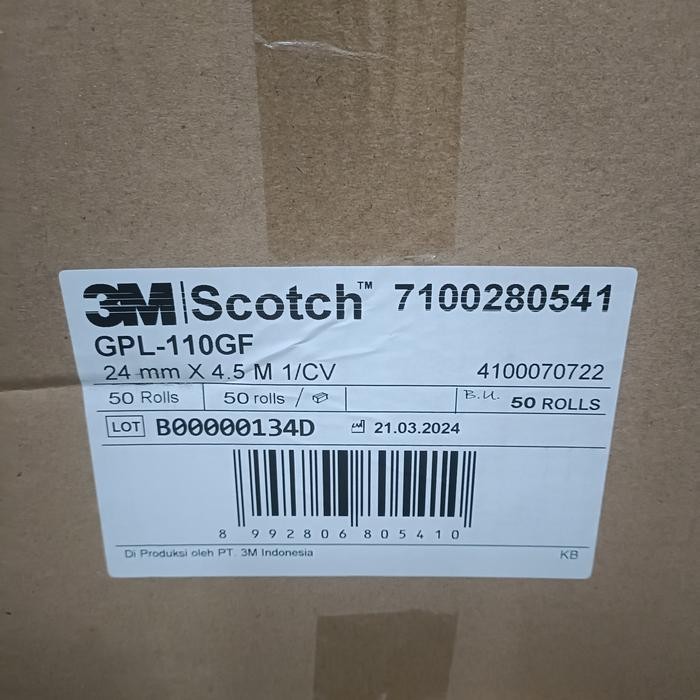 3M Scotch™ 7100280541
GPL-110GF
24 mm X 4.5 M 1/CV 4100070722
50 Rolls 50 rolls / B.U. 50 ROLLS
LOT B00000134D 21.03.2024
8 992806 805410
Di Produksi oleh PT. 3M Indonesia KB